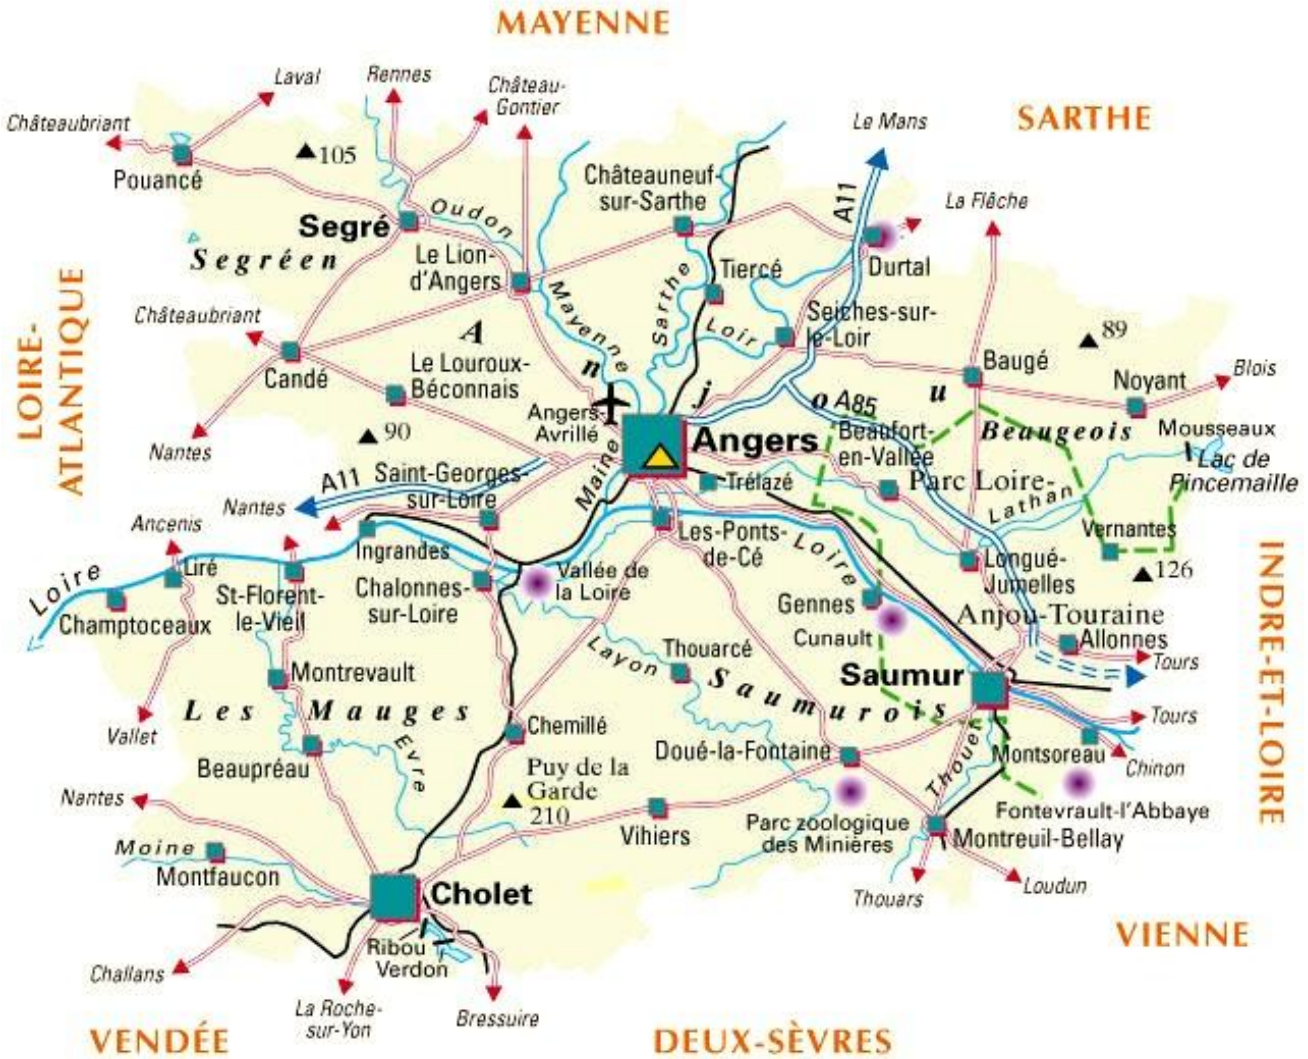 MAYENNE
SARTHE
Laval
Rennes
Château-
Gontier
Châteaubriant
Le Mans
Pouancé
105
Châteauneuf-
sur-Sarthe
A11
La Flêche
Segré
Oudon
Segréen
Le Lion-
d'Angers
Durtal
Tiercé
Mayenne
Sarthe
Loir
Seiches-sur-
le-Loir
LOIRE-
ATLANTIQUE
Châteaubriant
Candé
Le Louroux-
Béconnais
A n j o u
Baugé
89
Noyant
Blois
Angers-
Avrillé
A85
Beaugeois
Mousseaux
Lac de
Pincemaille
Nantes
90
Angers
Beaufort-
en-Vallée
A11
Saint-Georges-
sur-Loire
Maine
Trélazé
Parc Loire-
Lathan
Vernantes
Nantes
Ancenis
Ingrandes
Les-Ponts-
de-Cé
Loire
Longué-
Jumelles
126
Loire
Liré
Champtoceaux
St-Florent-
le-Vieil
Chalonnes-
sur-Loire
Vallée de
la Loire
Gennes
Cunault
Anjou-Touraine
Allonnes
Tours
INDRE-ET-LOIRE
Montrevault
Layon
Thouarcé
Saumur
Saumurois
Les Mauges
Vallet
Chemillé
Tours
Beaupréau
Evre
Doué-la-Fontaine
Thouet
Montsoreau
Chinon
Puy de la
Garde
210
Nantes
Vihiers
Parc zoologique
des Minières
Fontevrault-l'Abbaye
Montreuil-Bellay
Moine
Montfaucon
Cholet
Thouars
Loudun
Ribou
Verdon
VIENNE
Challans
La Roche-
sur-Yon
Bressuire
VENDÉE
DEUX-SÈVRES